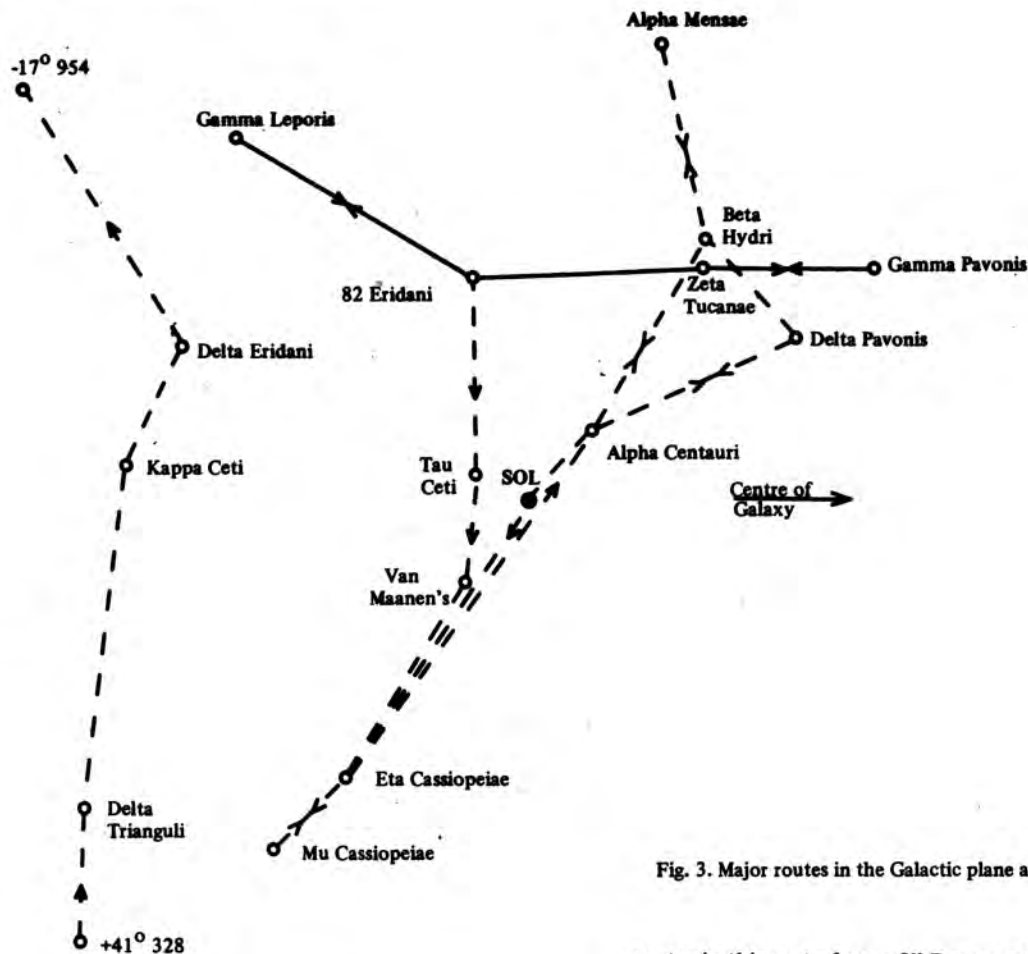 Alpha Mensae
-17° 954
Gamma Leporis
Beta
Hydri
Gamma Pavonis
82 Eridani
Zeta
Tucanae
Delta Eridani
Delta Pavonis
Kappa Ceti
Tau
Ceti
SOL
Alpha Centauri
Centre of
Galaxy
Van
Maanen's
Eta Cassiopeiae
Delta
Trianguli
Mu Cassiopeiae
Fig. 3. Major routes in the Galactic plane a
+41° 328